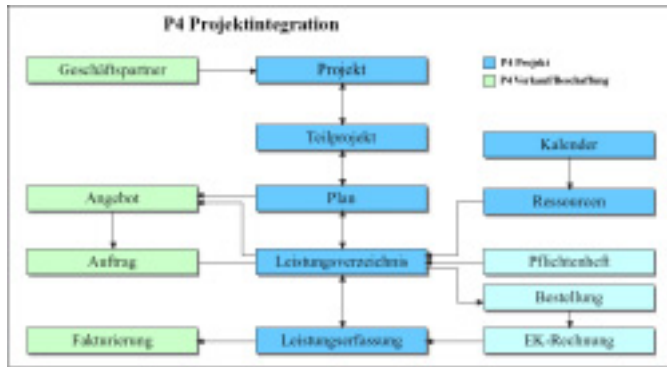 P4 Projektintegration
Geschäftspartner
Projekt
P4 Projekt
P4 Verkauf/Beschaffung
Teilprojekt
Kalender
Angebot
Plan
Ressourcen
Auftrag
Leistungsverzeichnis
Pflichtenheft
Bestellung
Fakturierung
Leistungserfassung
EK-Rechnung